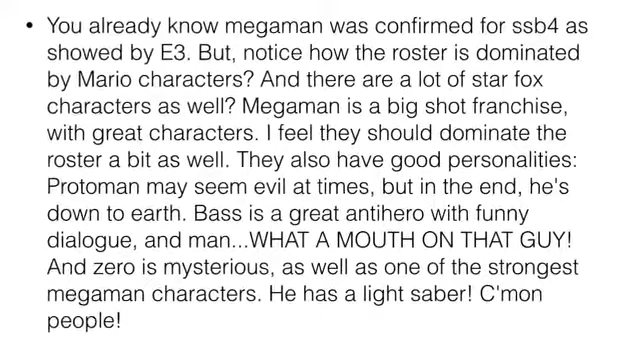 • You already know megaman was confirmed for ssb4 as
showed by E3. But, notice how the roster is dominated
by Mario characters? And there are a lot of star fox
characters as well? Megaman is a big shot franchise,
with great characters. I feel they should dominate the
roster a bit as well. They also have good personalities:
Protoman may seem evil at times, but in the end, he's
down to earth. Bass is a great antihero with funny
dialogue, and man...WHAT A MOUTH ON THAT GUY!
And zero is mysterious, as well as one of the strongest
megaman characters. He has a light saber! C'mon
people!